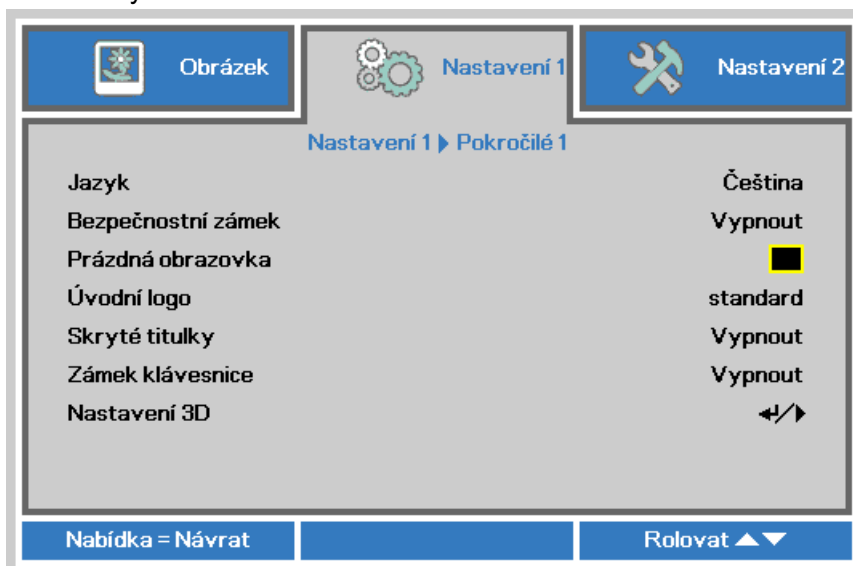 Obrázek
Nastavení 1
Nastavení 2
Nastavení 1 Pokročilé 1
Jazyk Čeština
Bezpečnostní zámek Vypnout
Prázdná obrazovka
Úvodní logo standard
Skryté titulky Vypnout
Zámek klávesnice Vypnout
Nastavení 3D
Nabídka = Návrat
Rolovat